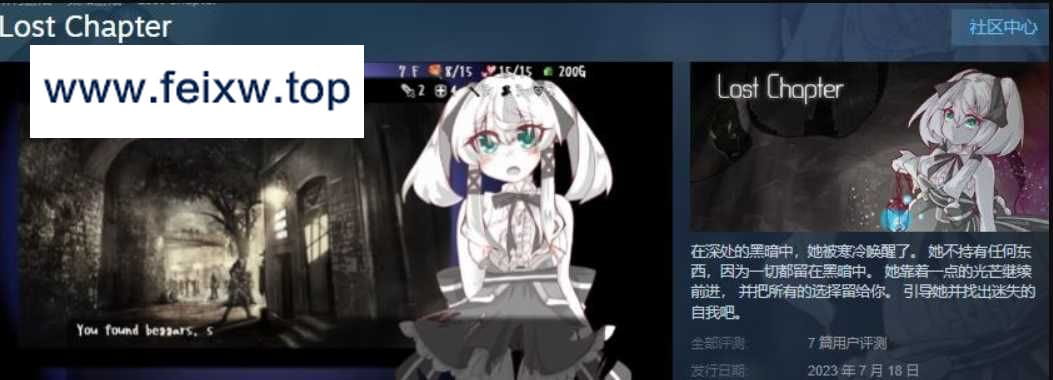 Lost Chapter
社区中心
www.feixw.top
7 F 8/15 15/15 200G
2 4
Lost Chapter
You found beggars, s
在深处的黑暗中，她被寒冷唤醒了。 她不持有任何东
西，因为一切都留在黑暗中。 她靠着一点的光芒继续
前进， 并把所有的选择留给你。 引导她并找出迷失的
自我吧。
全部评测: 7 篇用户评测
发行日期: 2023 年 7 月 18 日